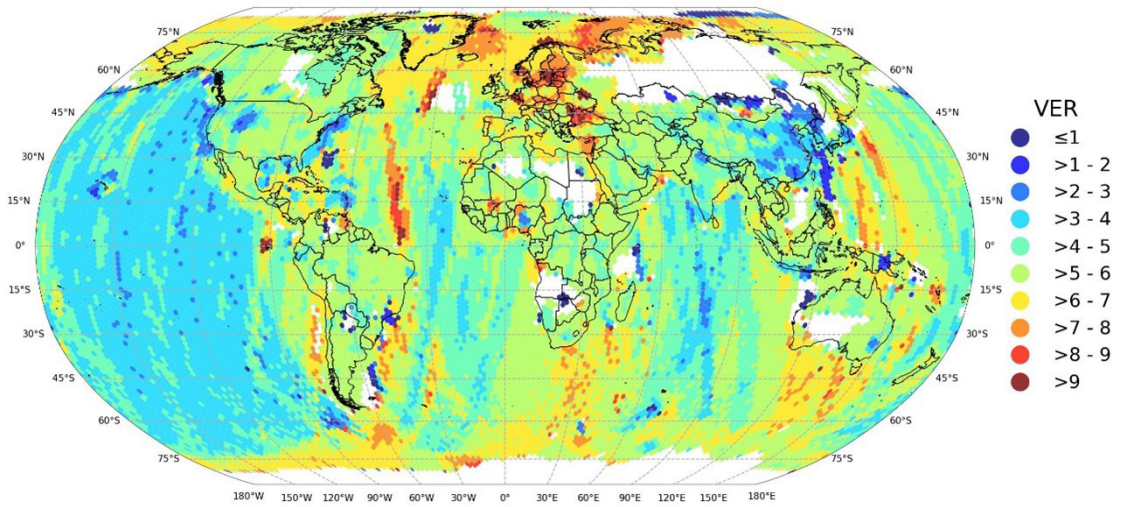 75°N 75°N
60°N 60°N
45°N 45°N
30°N 30°N
15°N 15°N
0° 0°
15°S 15°S
30°S 30°S
45°S 45°S
60°S 60°S
75°S 75°S
180°W 150°W 120°W 90°W 60°W 30°W 0° 30°E 60°E 90°E 120°E 150°E 180°E
VER
≤1
>1 - 2
>2 - 3
>3 - 4
>4 - 5
>5 - 6
>6 - 7
>7 - 8
>8 - 9
>9